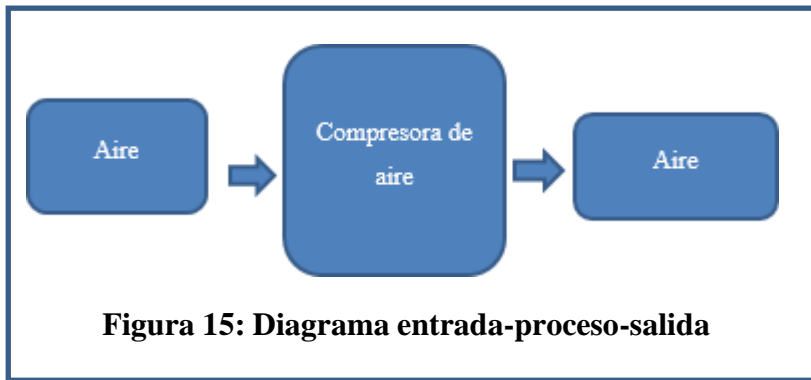 Aire
Compresora de
aire
Aire
Figura 15: Diagrama entrada-proceso-salida